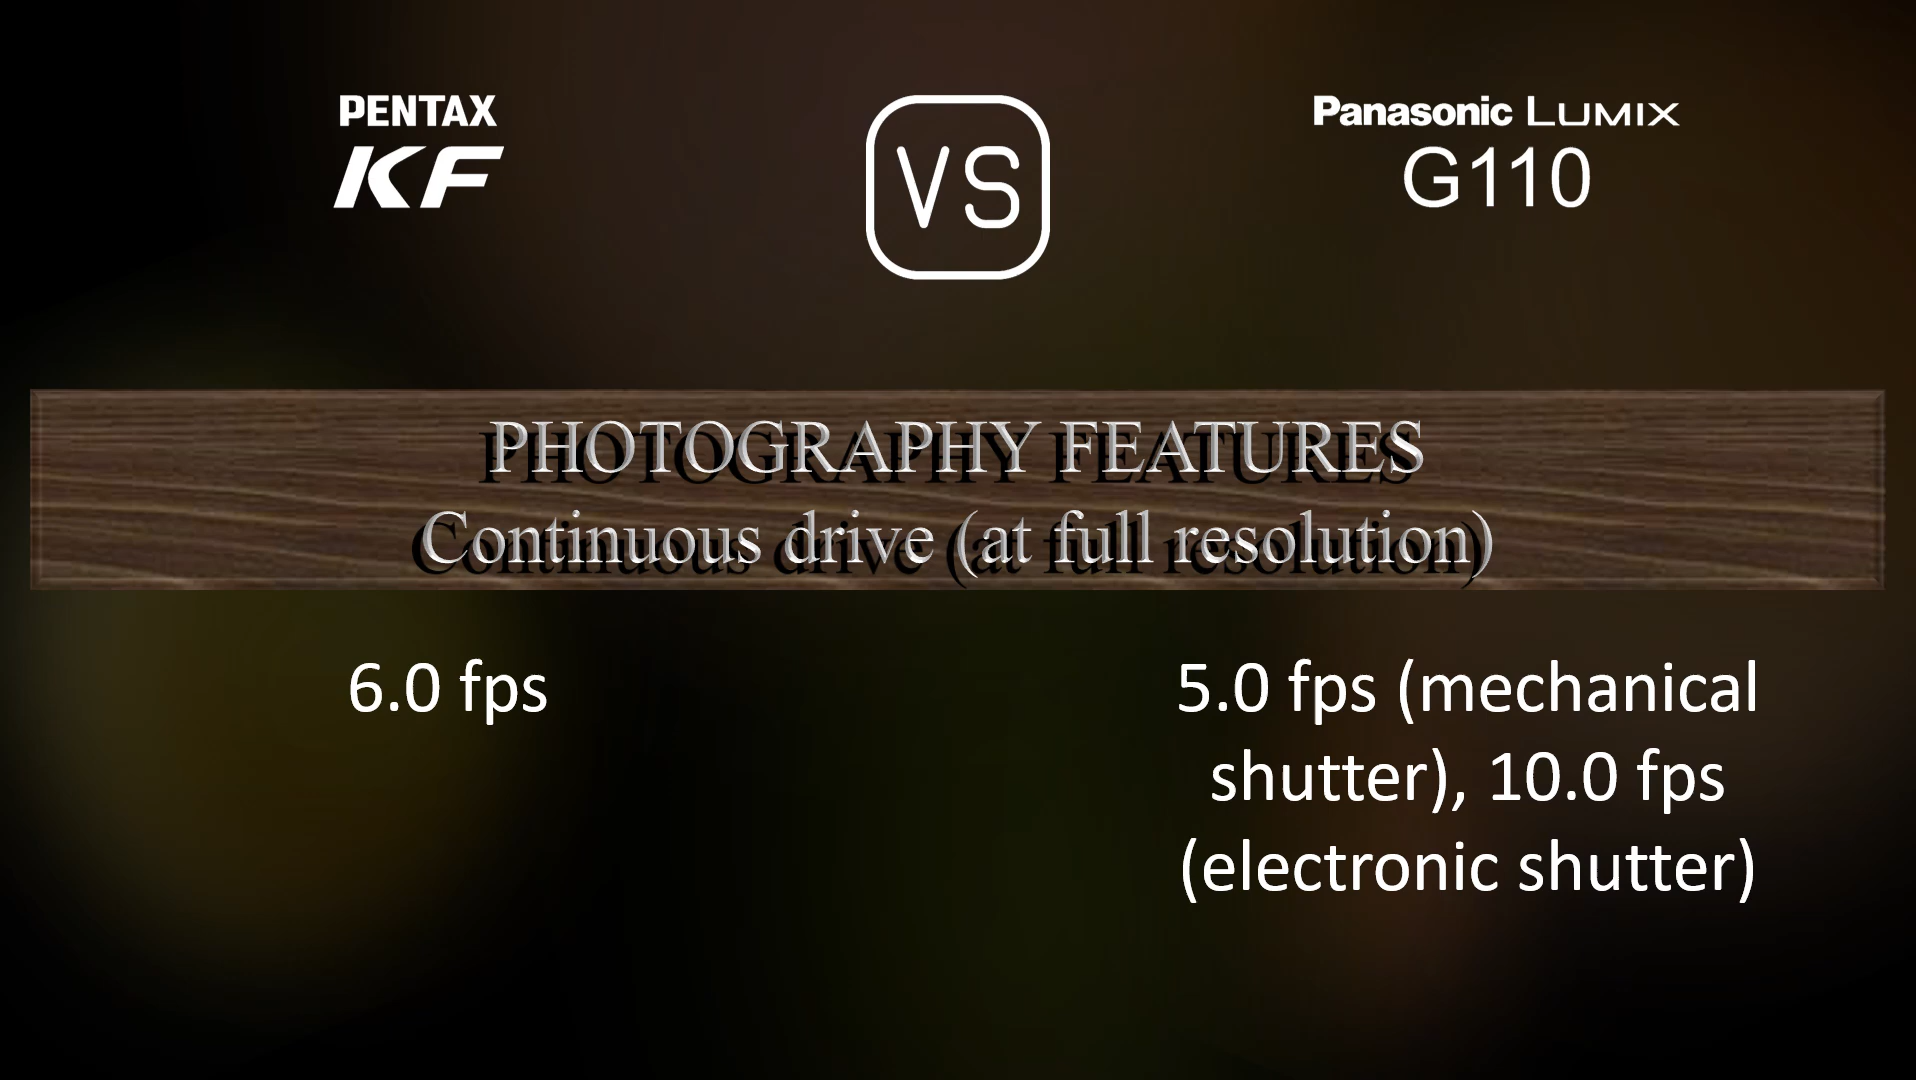 PENTAX
KF
VS
Panasonic LUMIX
G110
PHOTOGRAPHY FEATURES
Continuous drive (at full resolution)
6.0 fps
5.0 fps (mechanical
shutter), 10.0 fps
(electronic shutter)